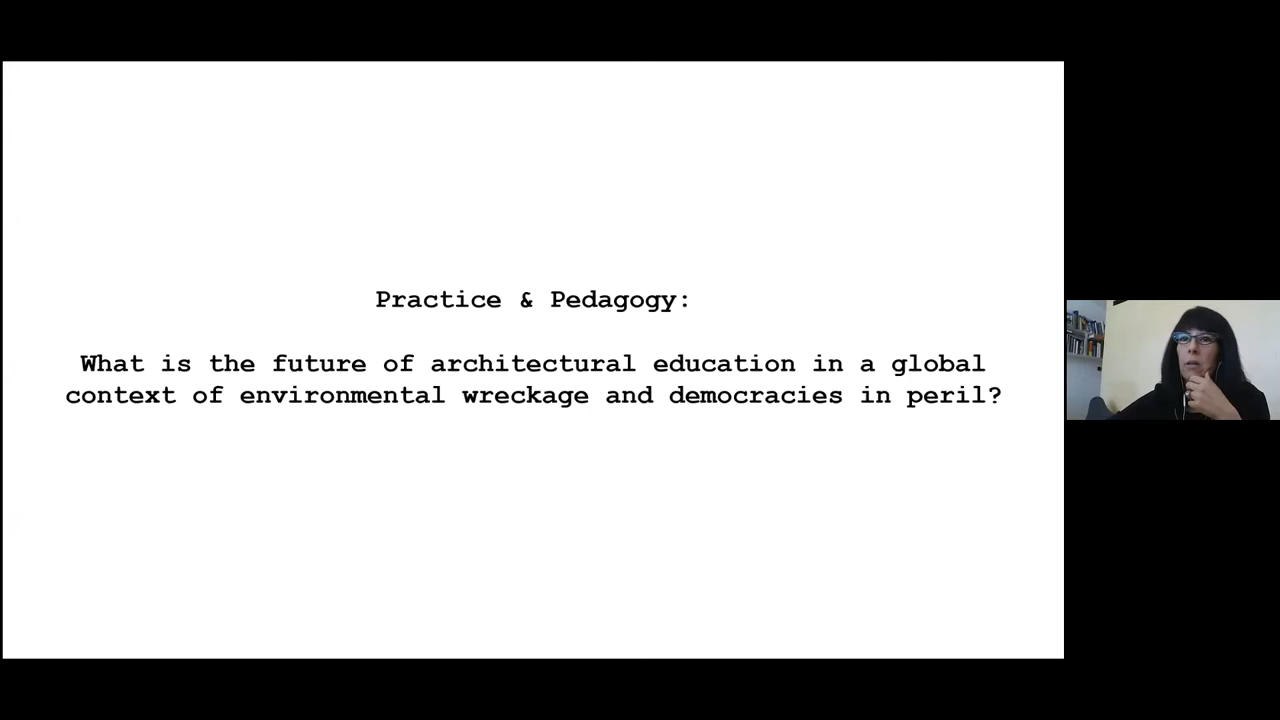 Practice & Pedagogy:
What is the future of architectural education in a global
context of environmental wreckage and democracies in peril?